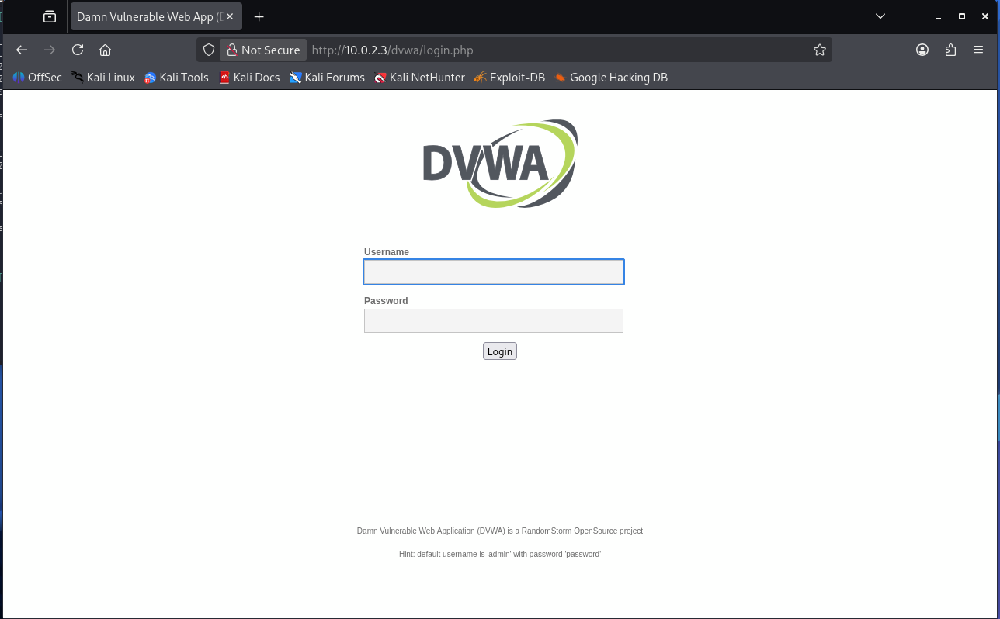 Damn Vulnerable Web App (
Not Secure http://10.0.2.3/dvwa/login.php
OffSec Kali Linux Kali Tools Kali Docs Kali Forums Kali NetHunter Exploit-DB Google Hacking DB
DVWA
Username
Password
Login
Damn Vulnerable Web Application (DVWA) is a RandomStorm OpenSource project
Hint: default username is 'admin' with password 'password'